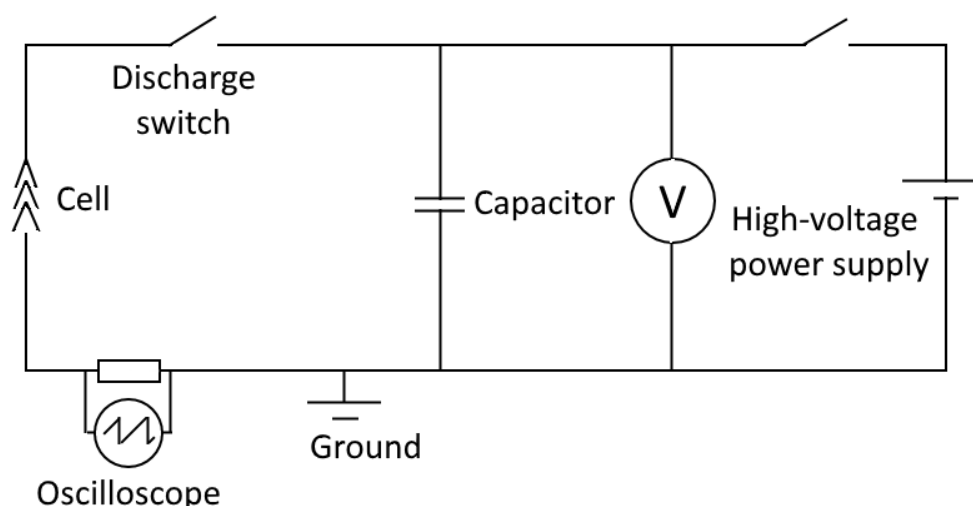 Discharge
switch
Cell
Capacitor
V
High-voltage
power supply
Ground
Oscilloscope